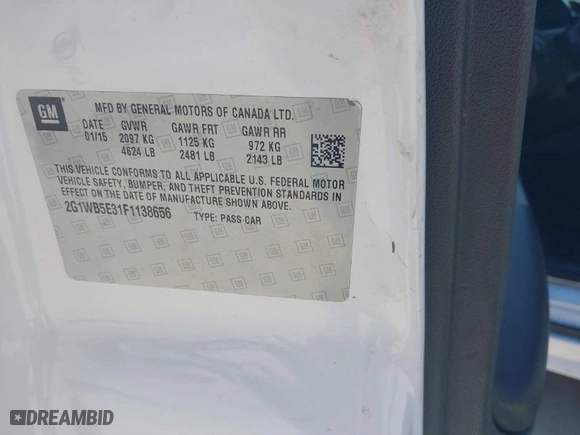 GM
MFD BY GENERAL MOTORS OF CANADA LTD.
DATE GVWR GAWR FRT GAWR RR
01/15 2097 KG 1125 KG 972 KG
4624 LB 2481 LB 2143 LB
THIS VEHICLE CONFORMS TO ALL APPLICABLE U.S. FEDERAL MOTOR
VEHICLE SAFETY, BUMPER, AND THEFT PREVENTION STANDARDS IN
EFFECT ON THE DATE OF MANUFACTURE SHOWN ABOVE.
2G1WB5E31F1138656 TYPE: PASS CAR
DREAMBID